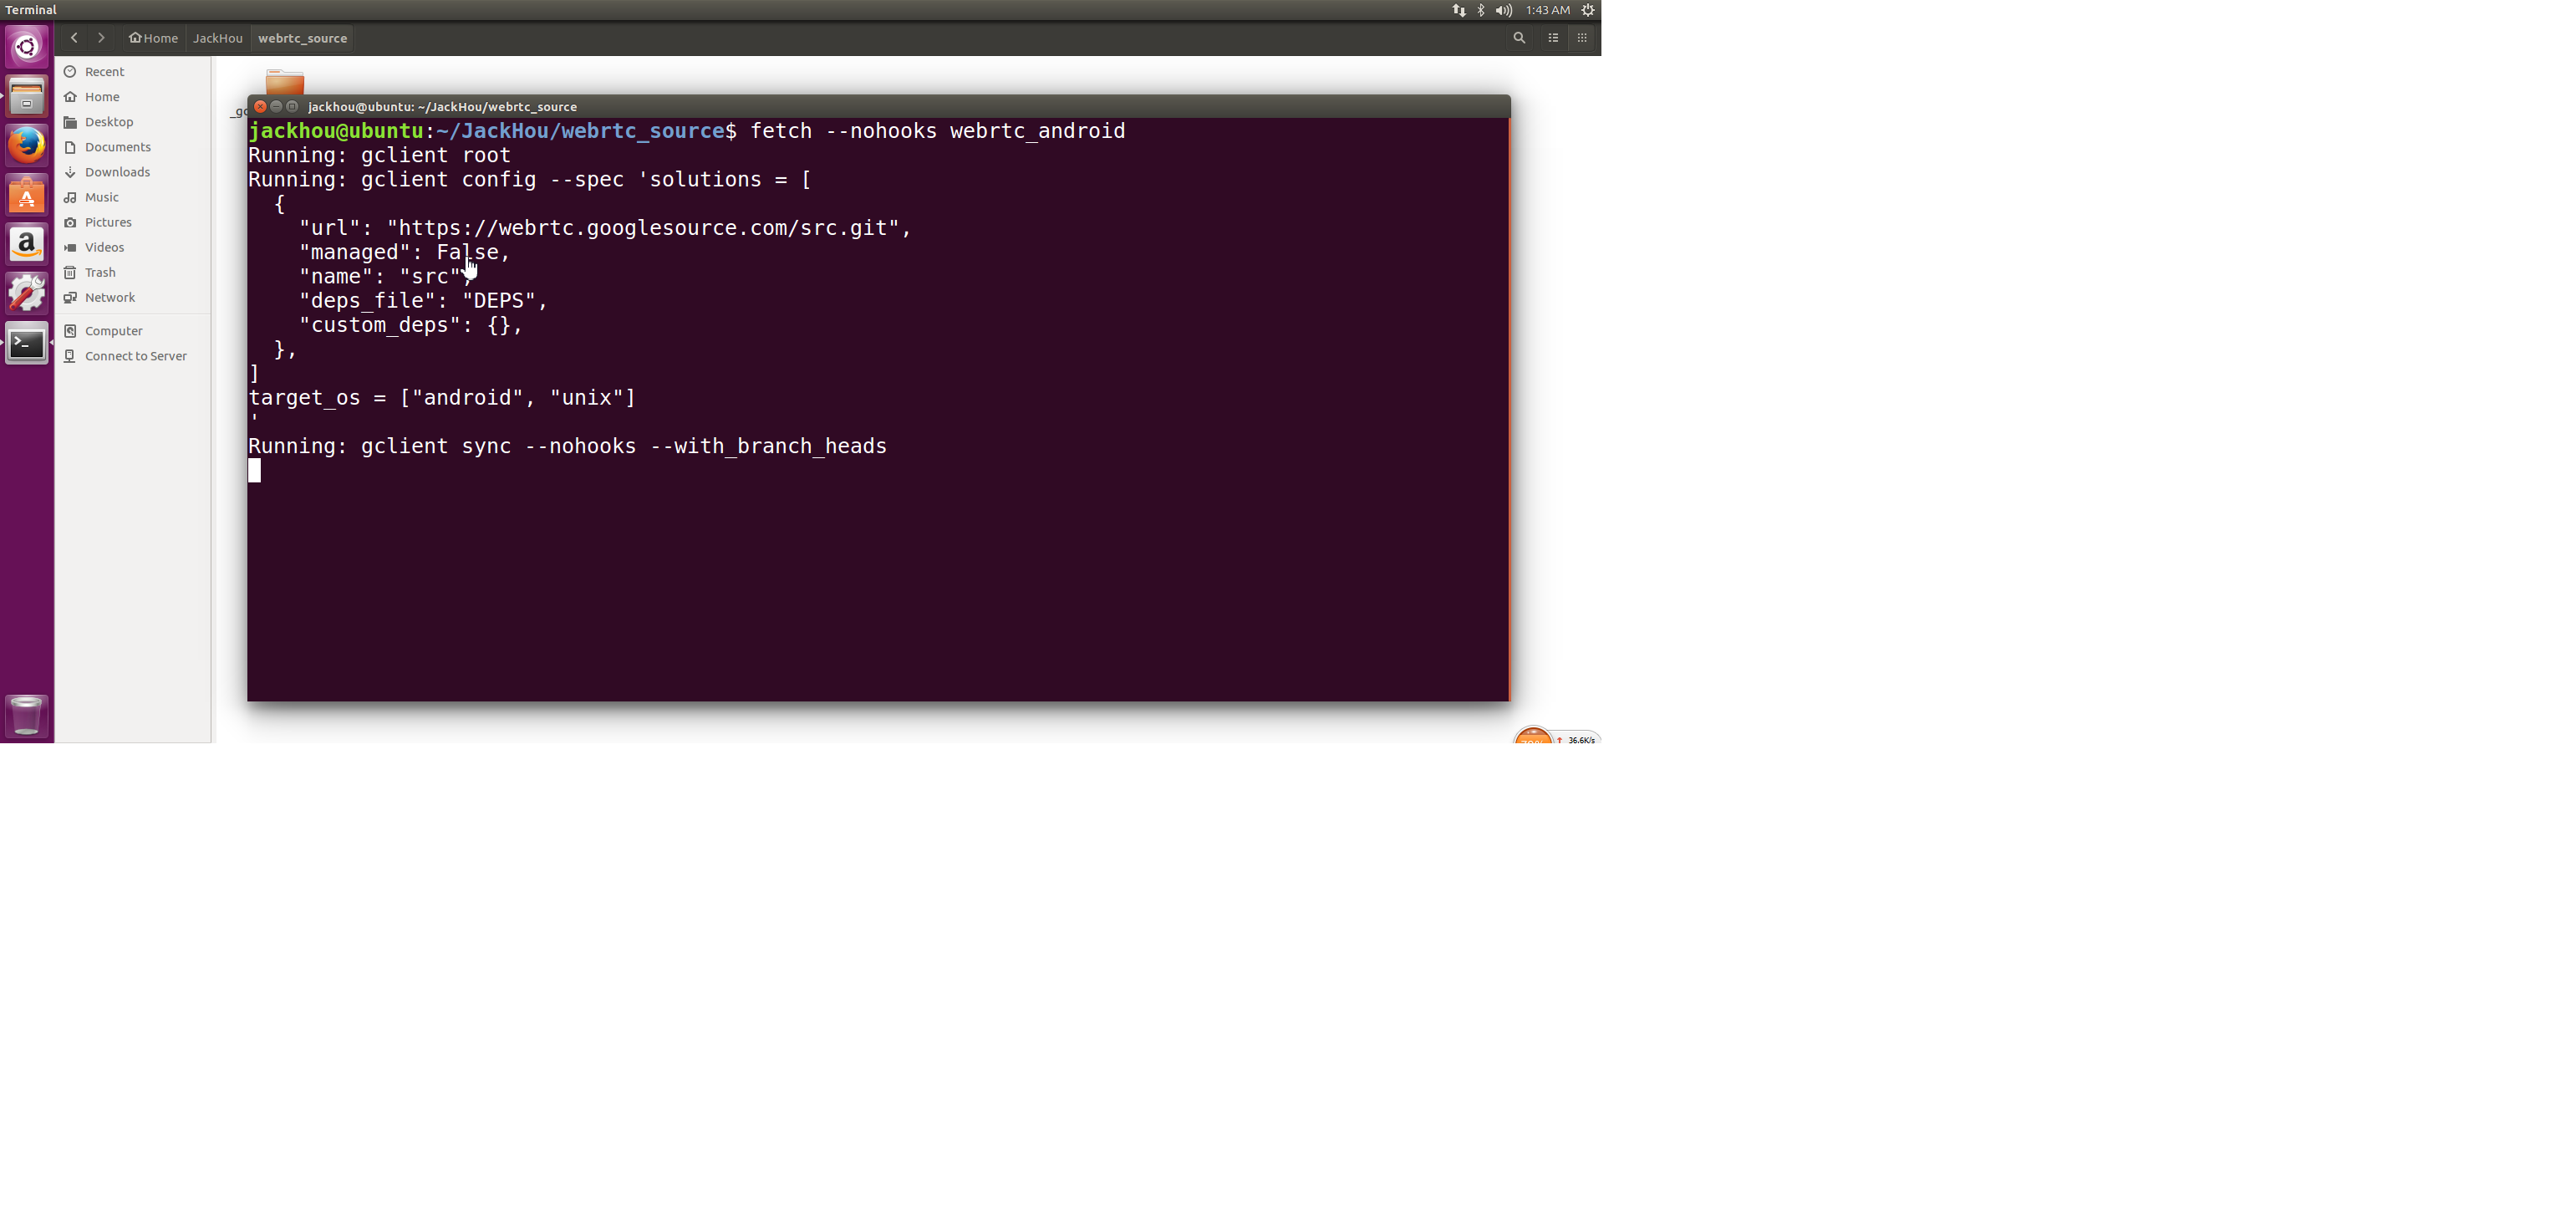 Terminal
1:43 AM
Home JackHou webrtc_source
Recent
Home
Desktop
Documents
Downloads
Music
Pictures
Videos
Trash
Network
Computer
Connect to Server
jackhou@ubuntu: ~/JackHou/webrtc_source
jackhou@ubuntu:~/JackHou/webrtc_source$ fetch --nohooks webrtc_android
Running: gclient root
Running: gclient config --spec 'solutions = [
  {
    "url": "https://webrtc.googlesource.com/src.git",
    "managed": False,
    "name": "src",
    "deps_file": "DEPS",
    "custom_deps": {},
  },
]
target_os = ["android", "unix"]
'
Running: gclient sync --nohooks --with_branch_heads
36.6K/s